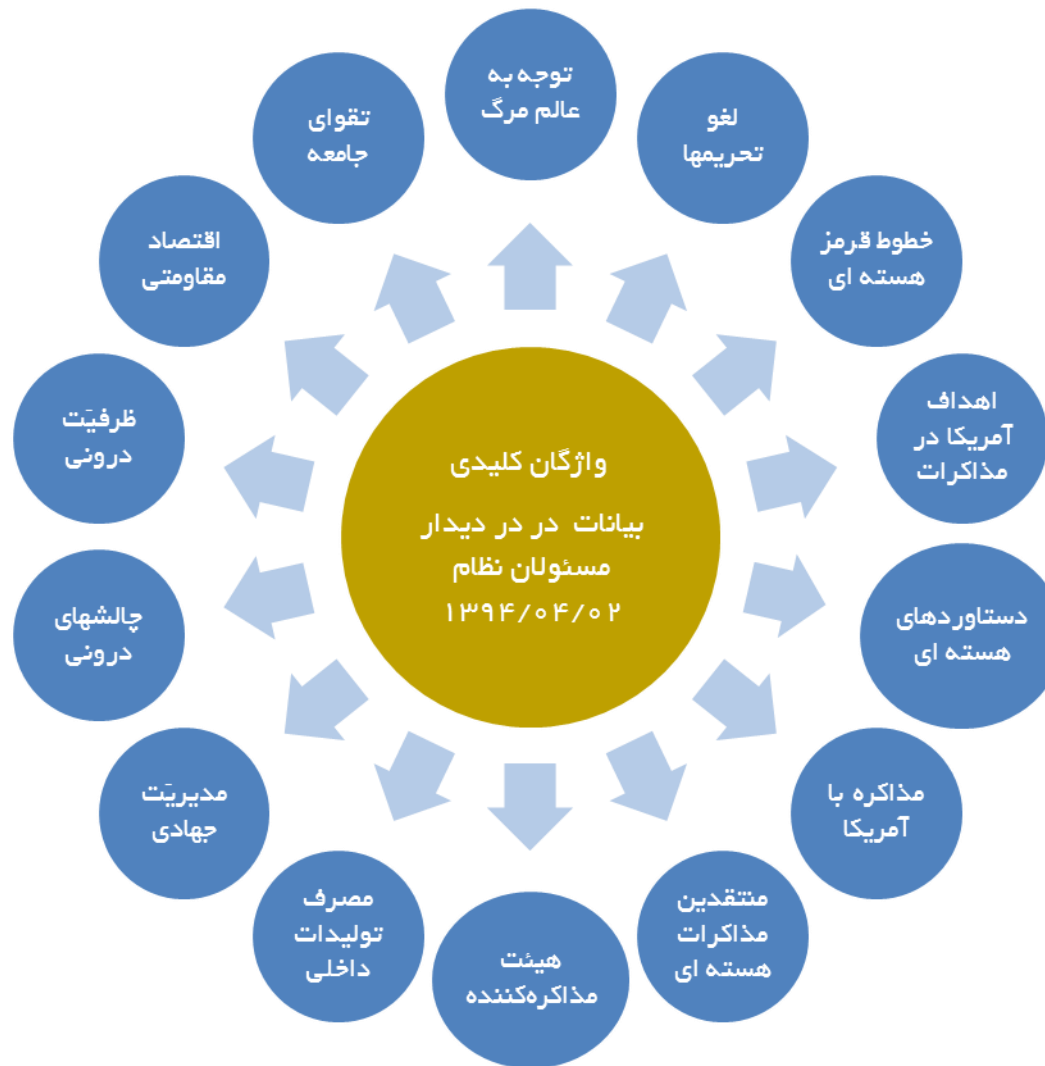 واژگان کلیدی
بیانات در در دیدار
مسئولان نظام
۱۳۹۴/۰۴/۰۲
توجه به
عالم مرگ
لغو
تحریمها
خطوط قرمز
هسته ای
اهداف
آمریکا در
مذاکرات
دستاوردهای
هسته ای
مذاکره با
آمریکا
منتقدین
مذاکرات
هسته ای
هیئت
مذاکره‌کننده
مصرف
تولیدات
داخلی
مدیریّت
جهادی
چالشهای
درونی
ظرفیّت
درونی
اقتصاد
مقاومتی
تقوای
جامعه